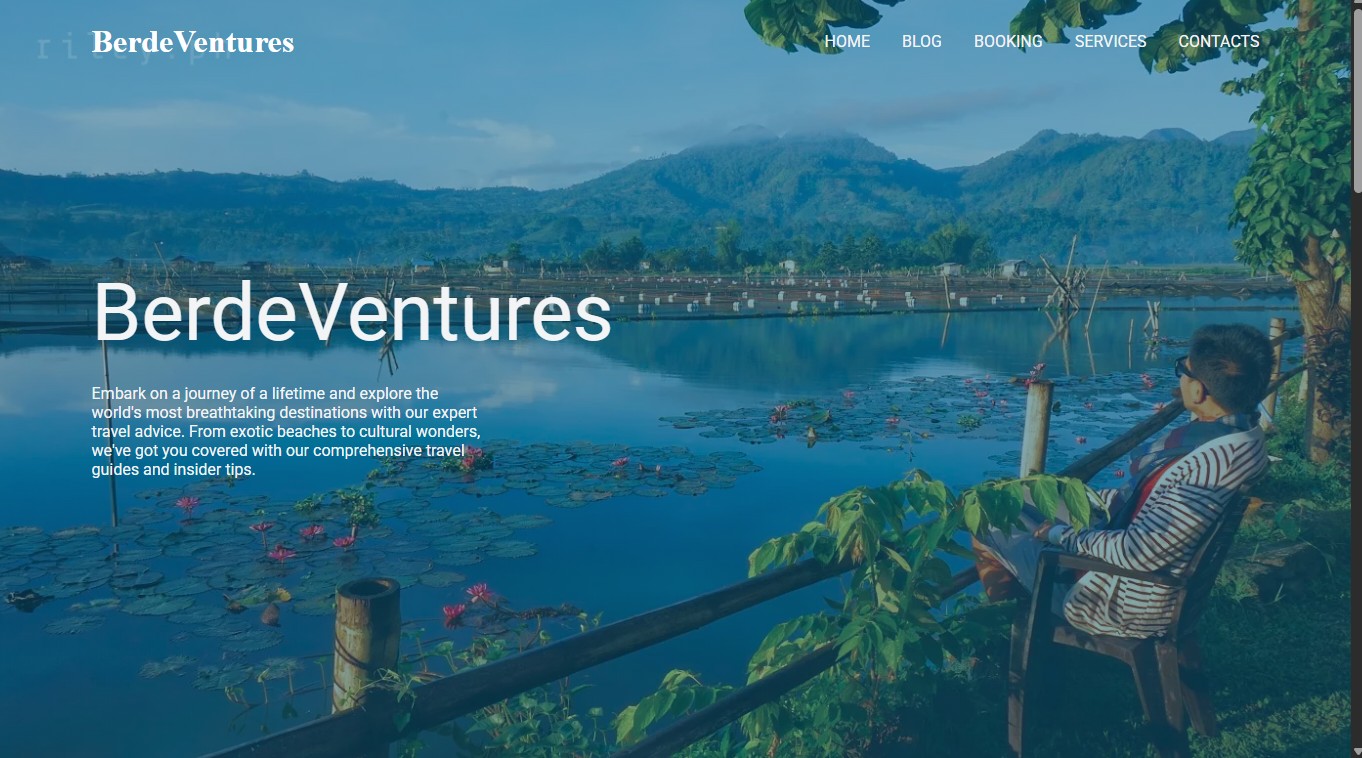 BerdeVentures
HOME BLOG BOOKING SERVICES CONTACTS
BerdeVentures
Embark on a journey of a lifetime and explore the
world's most breathtaking destinations with our expert
travel advice. From exotic beaches to cultural wonders,
we've got you covered with our comprehensive travel
guides and insider tips.